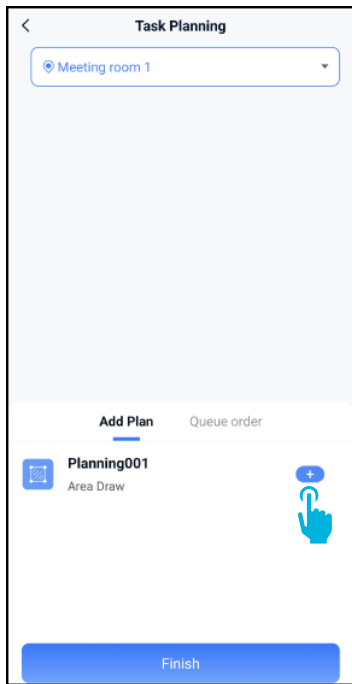 Task Planning
Meeting room 1
Add Plan Queue order
Planning001
Area Draw
Finish